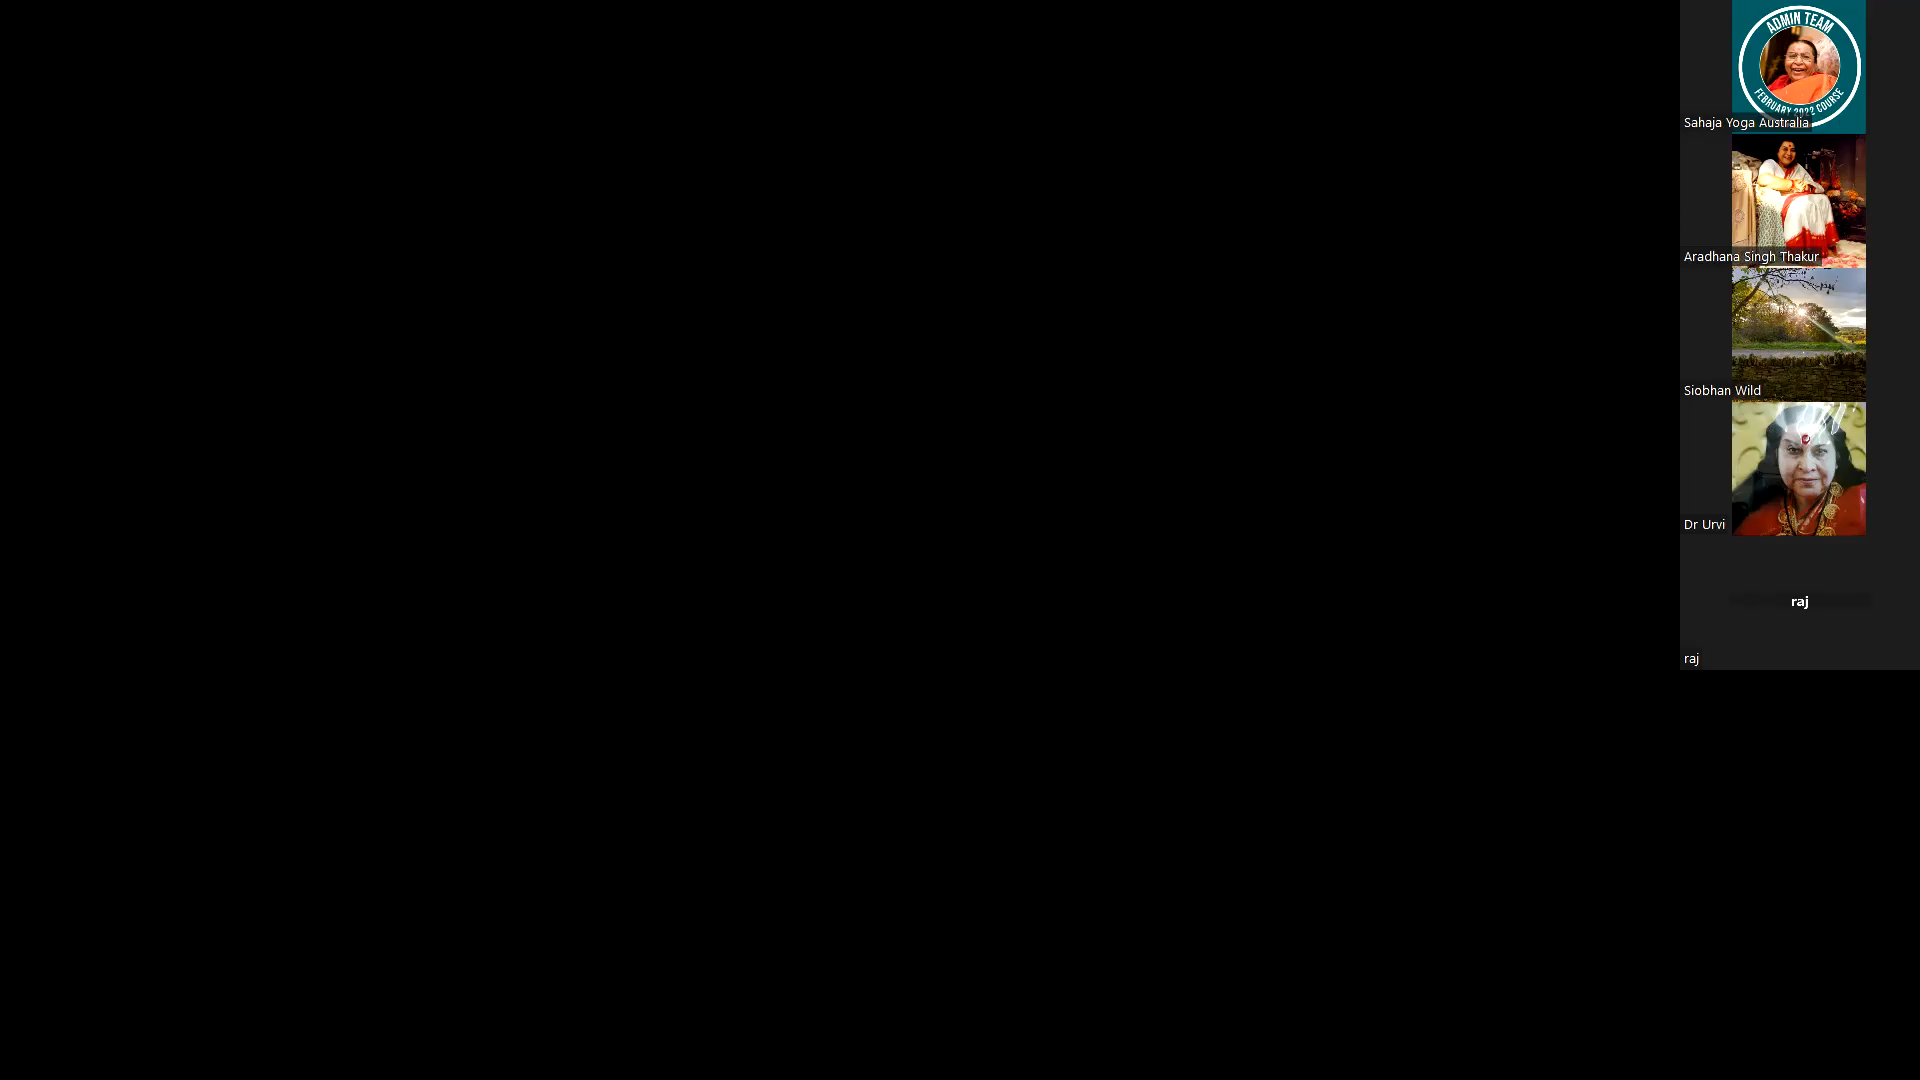 ADMIN TEAM
FEBRUARY 2022 COURSE
Sahaja Yoga Australia
Aradhana Singh Thakur
Siobhan Wild
Dr Urvi
raj
raj